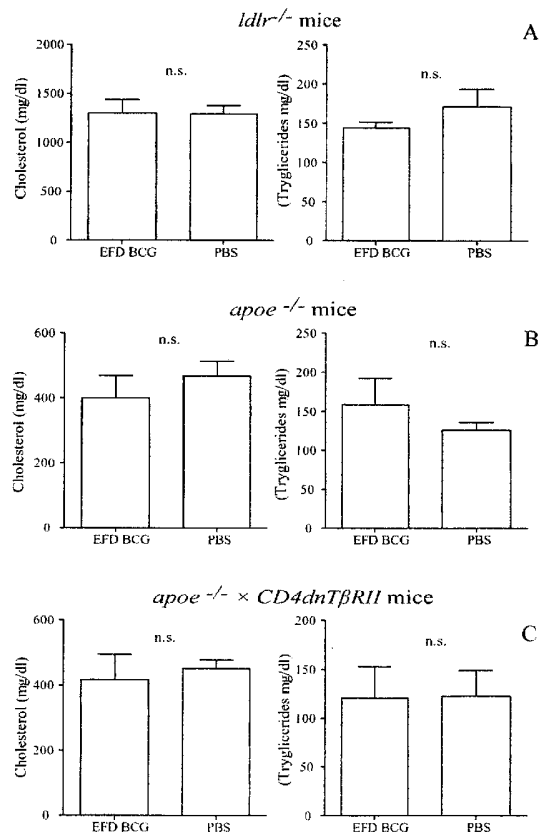 ldlr-/- mice
A
2000
1500
1000
500
0
Cholesterol (mg/dl)
n.s.
EFD BCG PBS
250
200
150
100
50
0
(Tryglicerides mg/dl)
n.s.
EFD BCG PBS
apoe -/- mice
B
600
400
200
0
Cholesterol (mg/dl)
n.s.
EFD BCG PBS
250
200
150
100
50
0
(Tryglicerides mg/dl)
n.s.
EFD BCG PBS
apoe -/- × CD4dnTβRII mice
C
600
400
200
0
Cholesterol (mg/dl)
n.s.
EFD BCG PBS
250
200
150
100
50
0
(Tryglicerides mg/dl)
n.s.
EFD BCG PBS